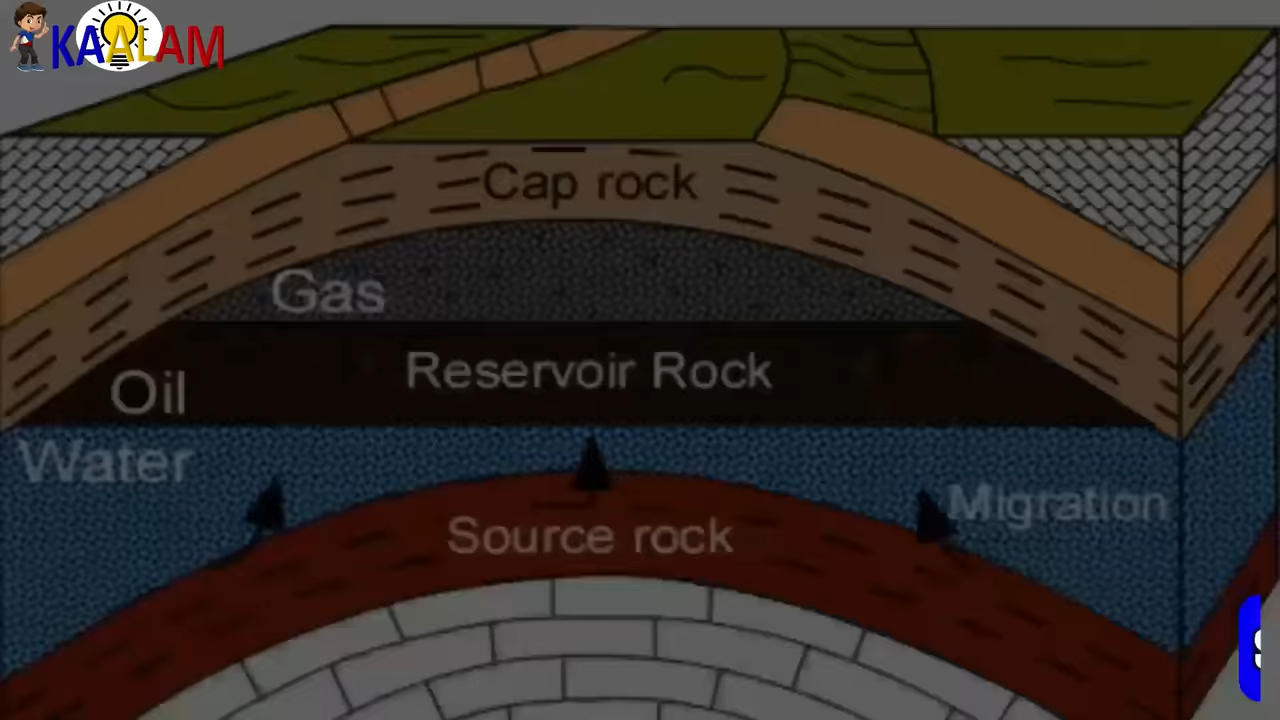 KAALAM
Cap rock
Gas
Reservoir Rock
Oil
Water
Migration
Source rock